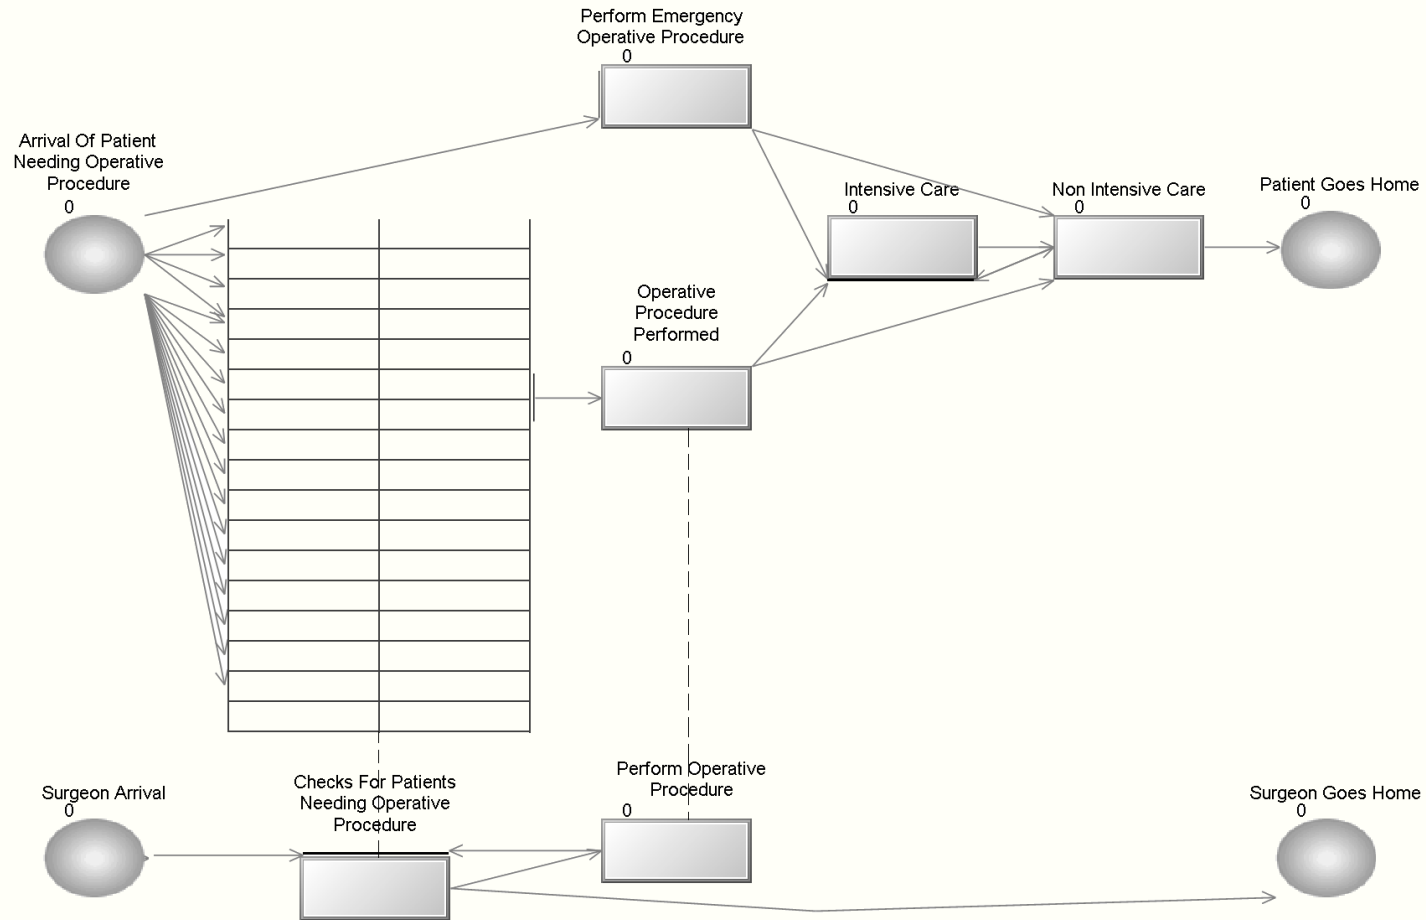 Perform Emergency
Operative Procedure
0
Arrival Of Patient
Needing Operative
Procedure
0
Intensive Care
0
Non Intensive Care
0
Patient Goes Home
0
Operative
Procedure
Performed
0
Surgeon Arrival
0
Checks For Patients
Needing Operative
Procedure
Perform Operative
Procedure
0
Surgeon Goes Home
0